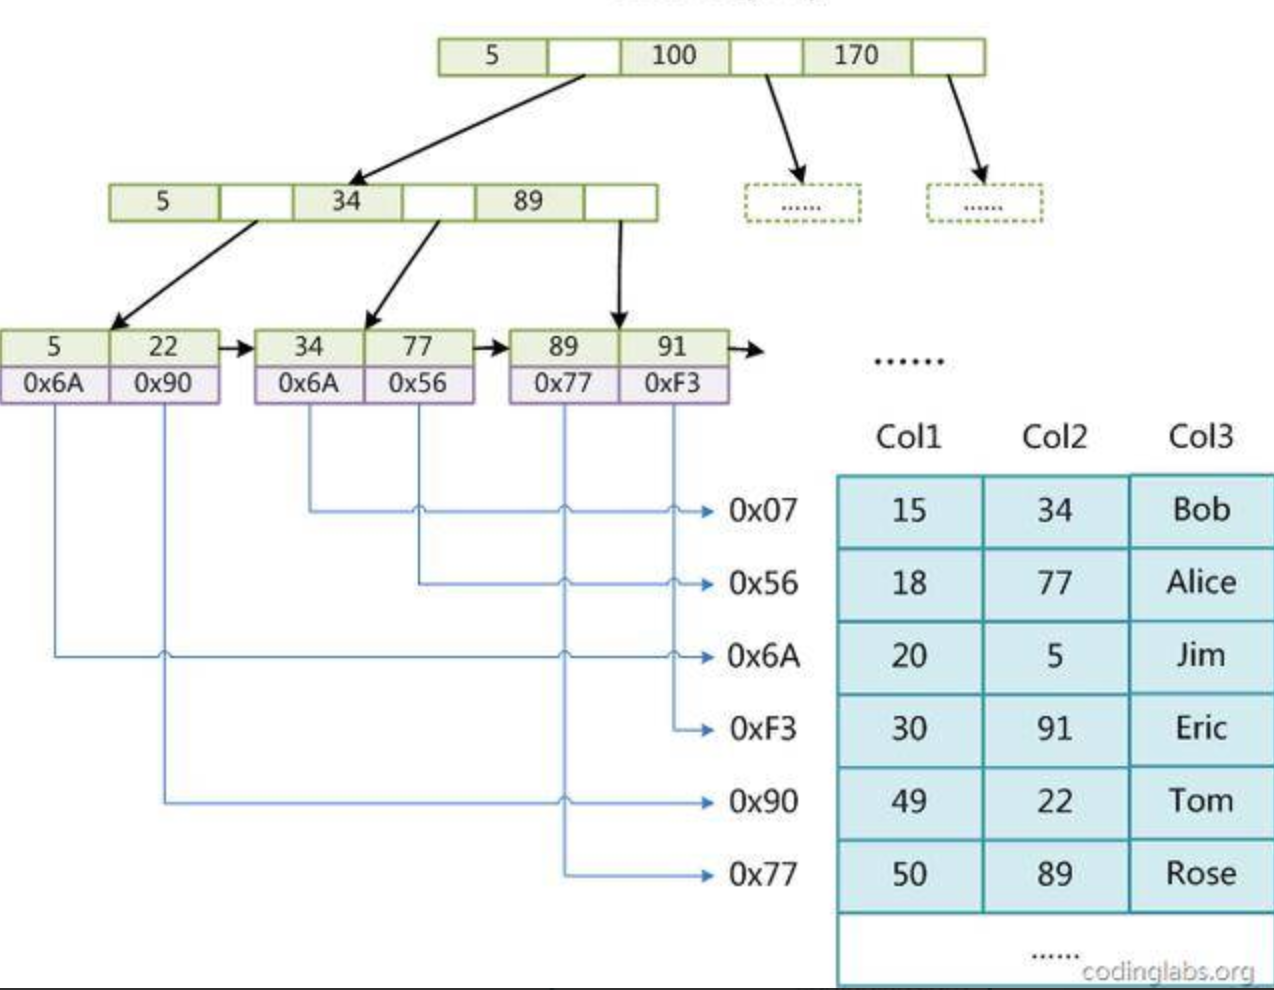 5 100 170
5 34 89 ...... ......
5 22 34 77 89 91
0x6A 0x90 0x6A 0x56 0x77 0xF3
......
Col1 Col2 Col3
0x07 15 34 Bob
0x56 18 77 Alice
0x6A 20 5 Jim
0xF3 30 91 Eric
0x90 49 22 Tom
0x77 50 89 Rose
......
codinglabs.org